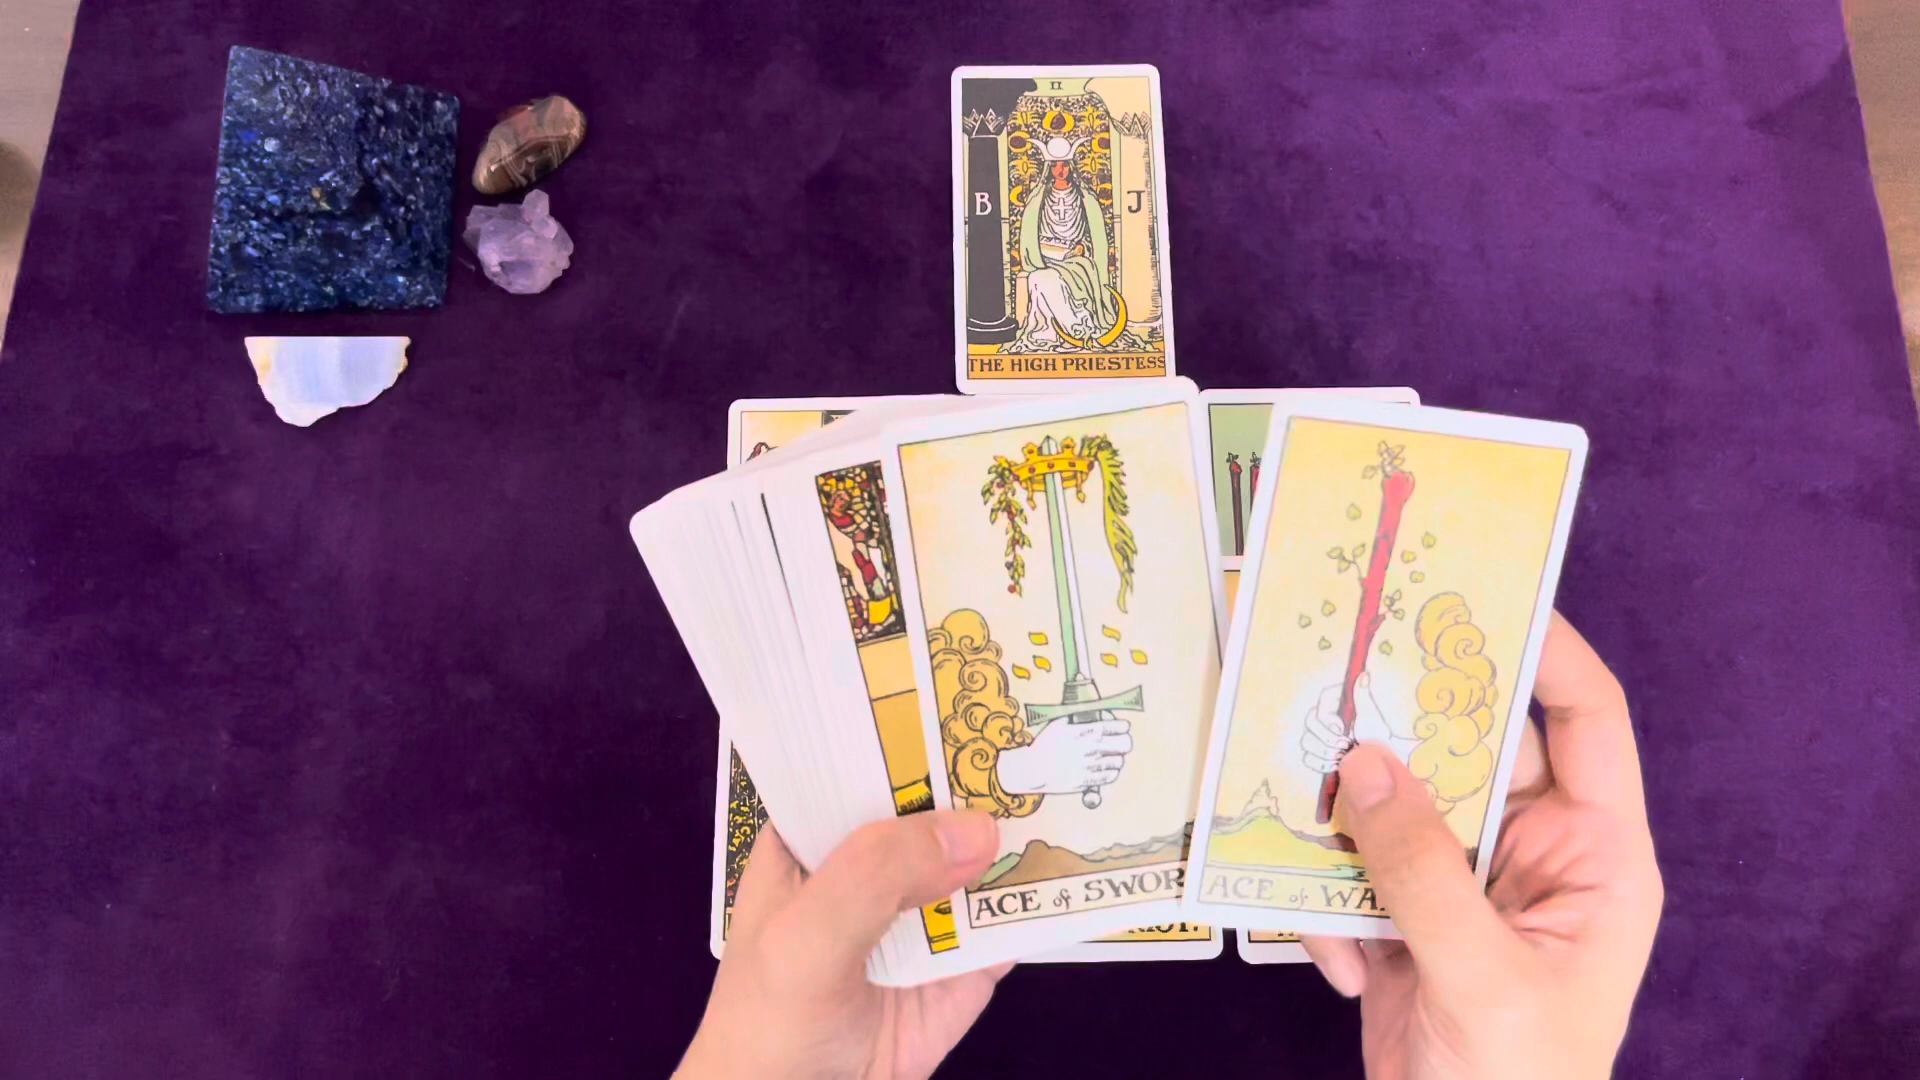 II
B
J
THE HIGH PRIESTESS
ACE of SWOR
ACE of WA